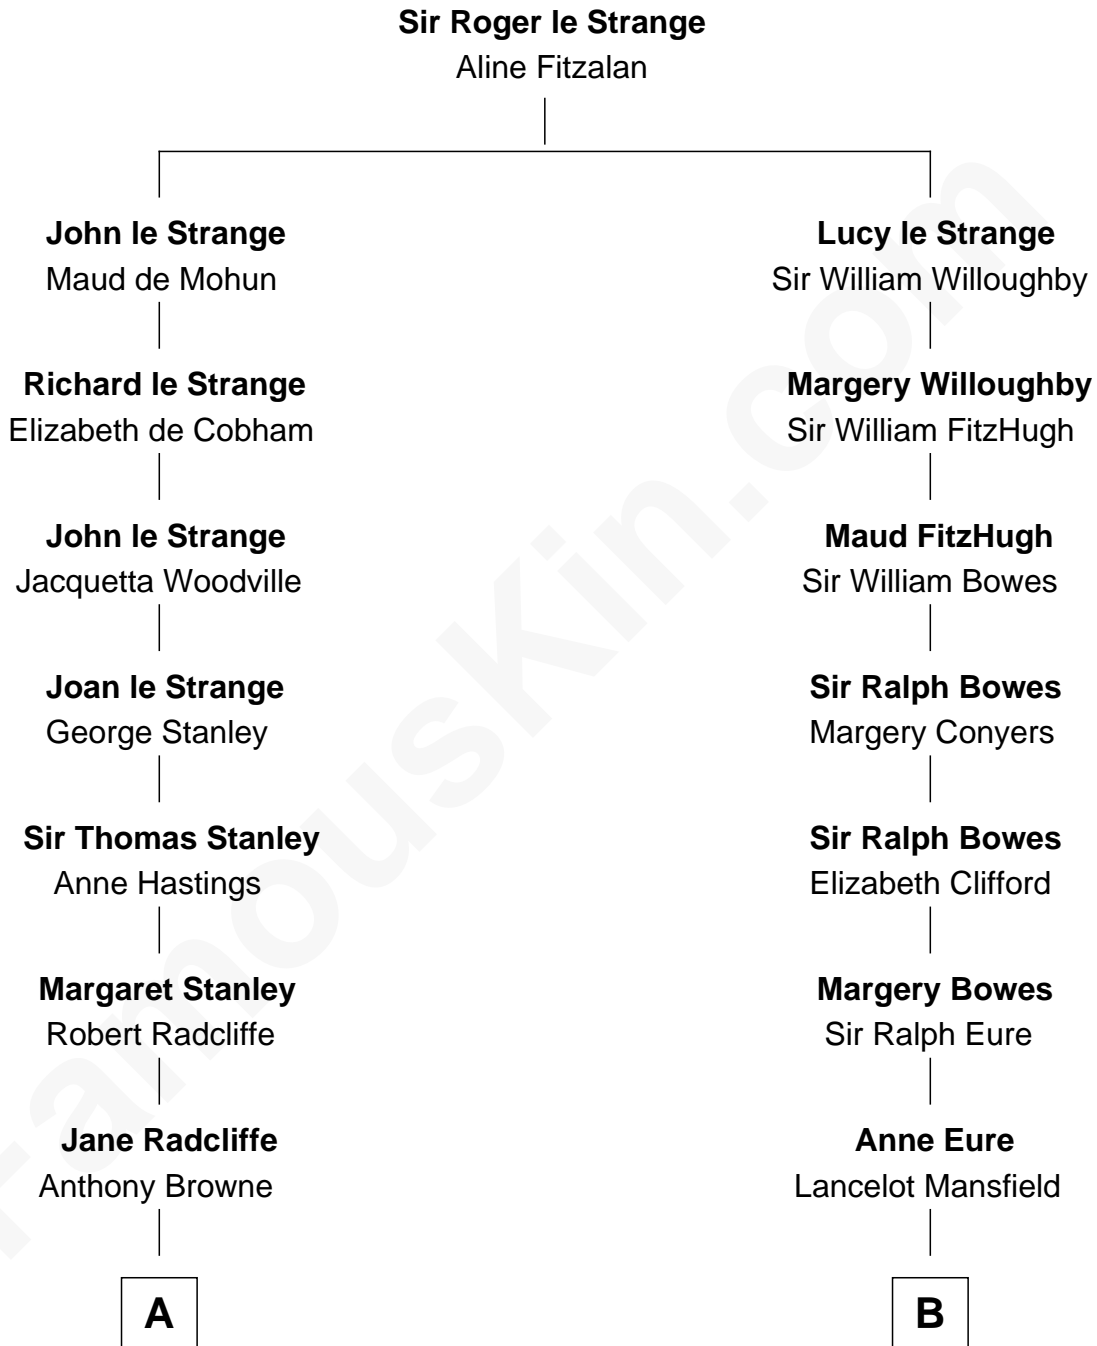 Sir Roger le Strange
Aline Fitzalan
John le Strange
Maud de Mohun
Lucy le Strange
Sir William Willoughby
Richard le Strange
Elizabeth de Cobham
Margery Willoughby
Sir William FitzHugh
John le Strange
Jacquetta Woodville
Maud FitzHugh
Sir William Bowes
Joan le Strange
George Stanley
Sir Ralph Bowes
Margery Conyers
Sir Thomas Stanley
Anne Hastings
Sir Ralph Bowes
Elizabeth Clifford
Margaret Stanley
Robert Radcliffe
Margery Bowes
Sir Ralph Eure
Jane Radcliffe
Anthony Browne
Anne Eure
Lancelot Mansfield
A
B
FamousKin.com